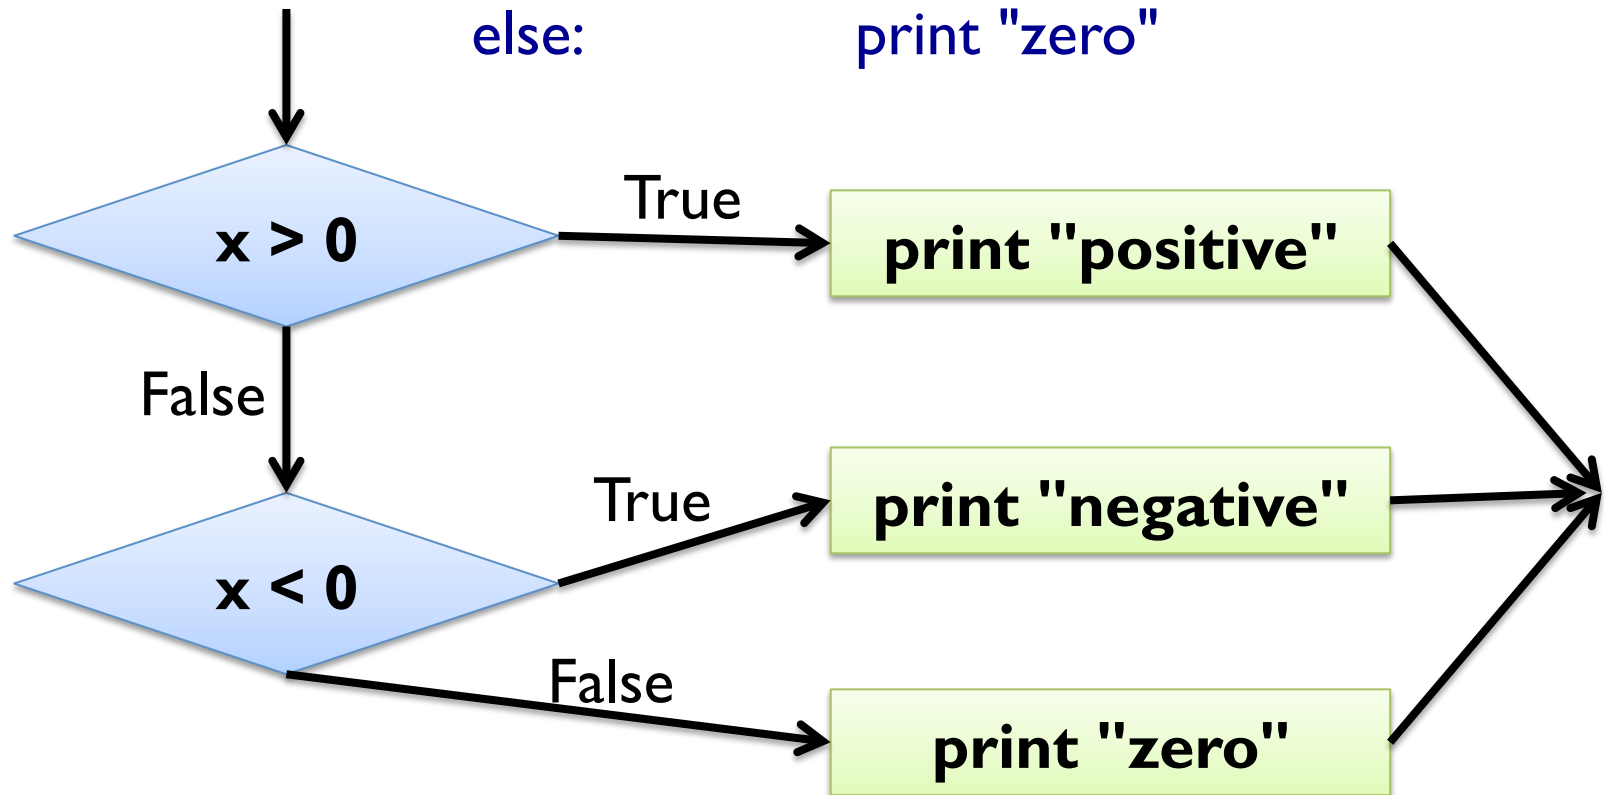 else: print "zero"
True
x > 0
print "positive"
False
True
print "negative"
x < 0
False
print "zero"